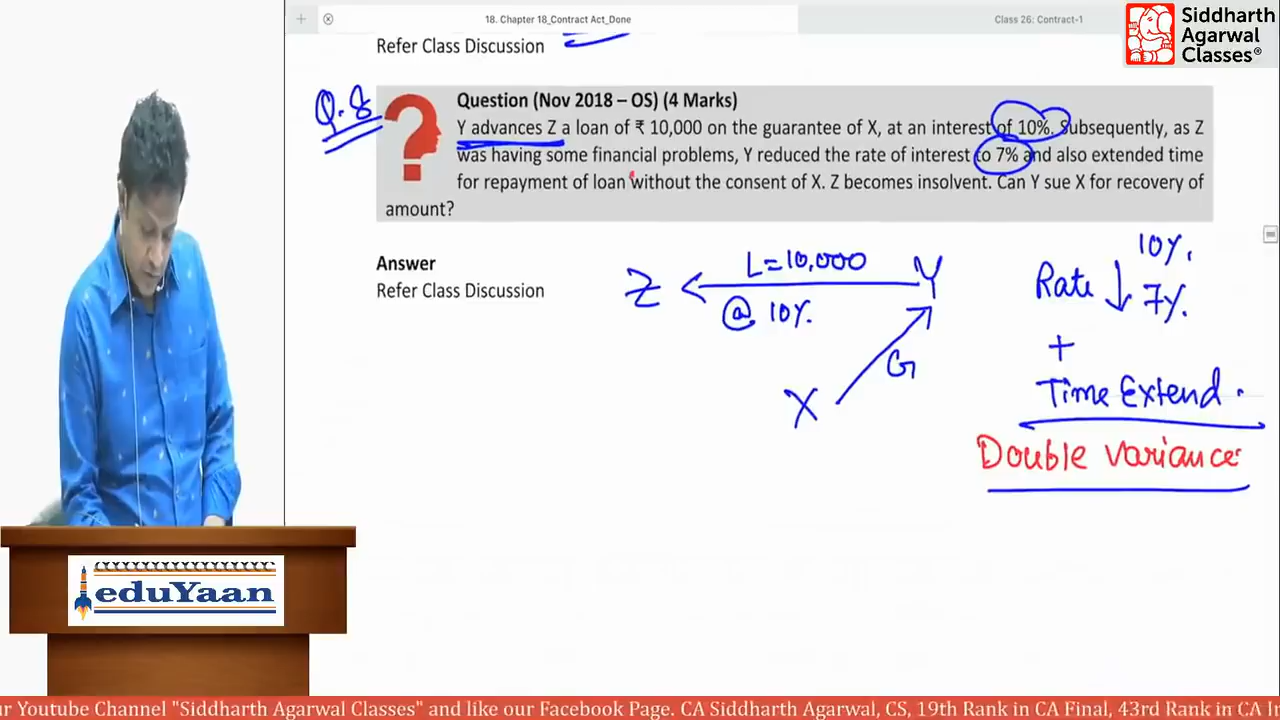 18. Chapter 18_Contract Act_Done
Class 26: Contract-1
Siddharth
Agarwal
Classes®
Refer Class Discussion
Q.8
Question (Nov 2018 – OS) (4 Marks)
Y advances Z a loan of ₹ 10,000 on the guarantee of X, at an interest of 10%. Subsequently, as Z
was having some financial problems, Y reduced the rate of interest to 7% and also extended time
for repayment of loan without the consent of X. Z becomes insolvent. Can Y sue X for recovery of
amount?
Answer
Refer Class Discussion
Z
L=10,000
Y
@ 10%.
G
X
Rate
10%.
7%.
+
Time Extend.
Double variance
eduYaan
ur Youtube Channel "Siddharth Agarwal Classes" and like our Facebook Page. CA Siddharth Agarwal, CS, 19th Rank in CA Final, 43rd Rank in CA In